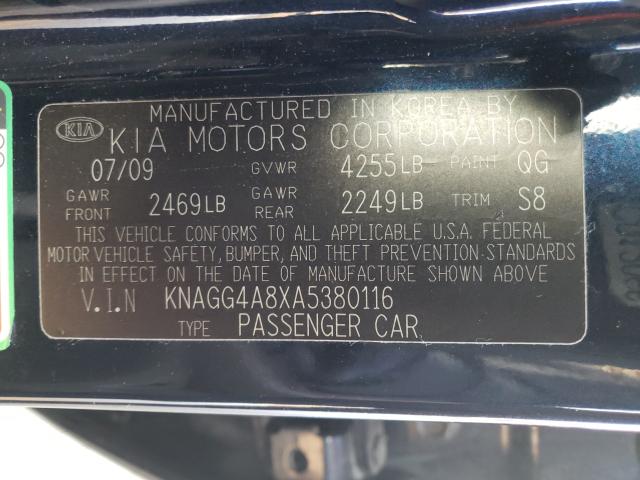 MANUFACTURED IN KOREA BY
KIA KIA MOTORS CORPORATION
07/09 GVWR 4255LB PAINT QG
GAWR FRONT 2469LB GAWR REAR 2249LB TRIM S8
THIS VEHICLE CONFORMS TO ALL APPLICABLE U.S.A. FEDERAL
MOTOR VEHICLE SAFETY, BUMPER, AND THEFT PREVENTION STANDARDS
IN EFFECT ON THE DATE OF MANUFACTURE SHOWN ABOVE
V.I.N KNAGG4A8XA5380116
TYPE PASSENGER CAR